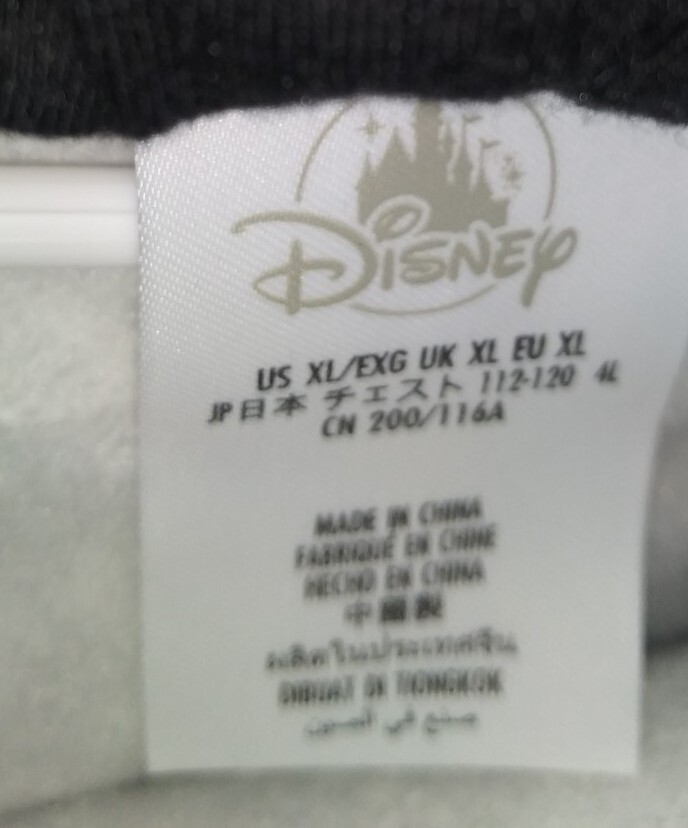 Disney
US XL/EXG UK XL EU XL
JP 日本 チェスト 112-120 4L
CN 200/116A
MADE IN CHINA
FABRIQUÉ EN CHINE
HECHO EN CHINA
中國製
ผลิตในประเทศจีน
DIBUAT DI TIONGKOK
صنع في الصين